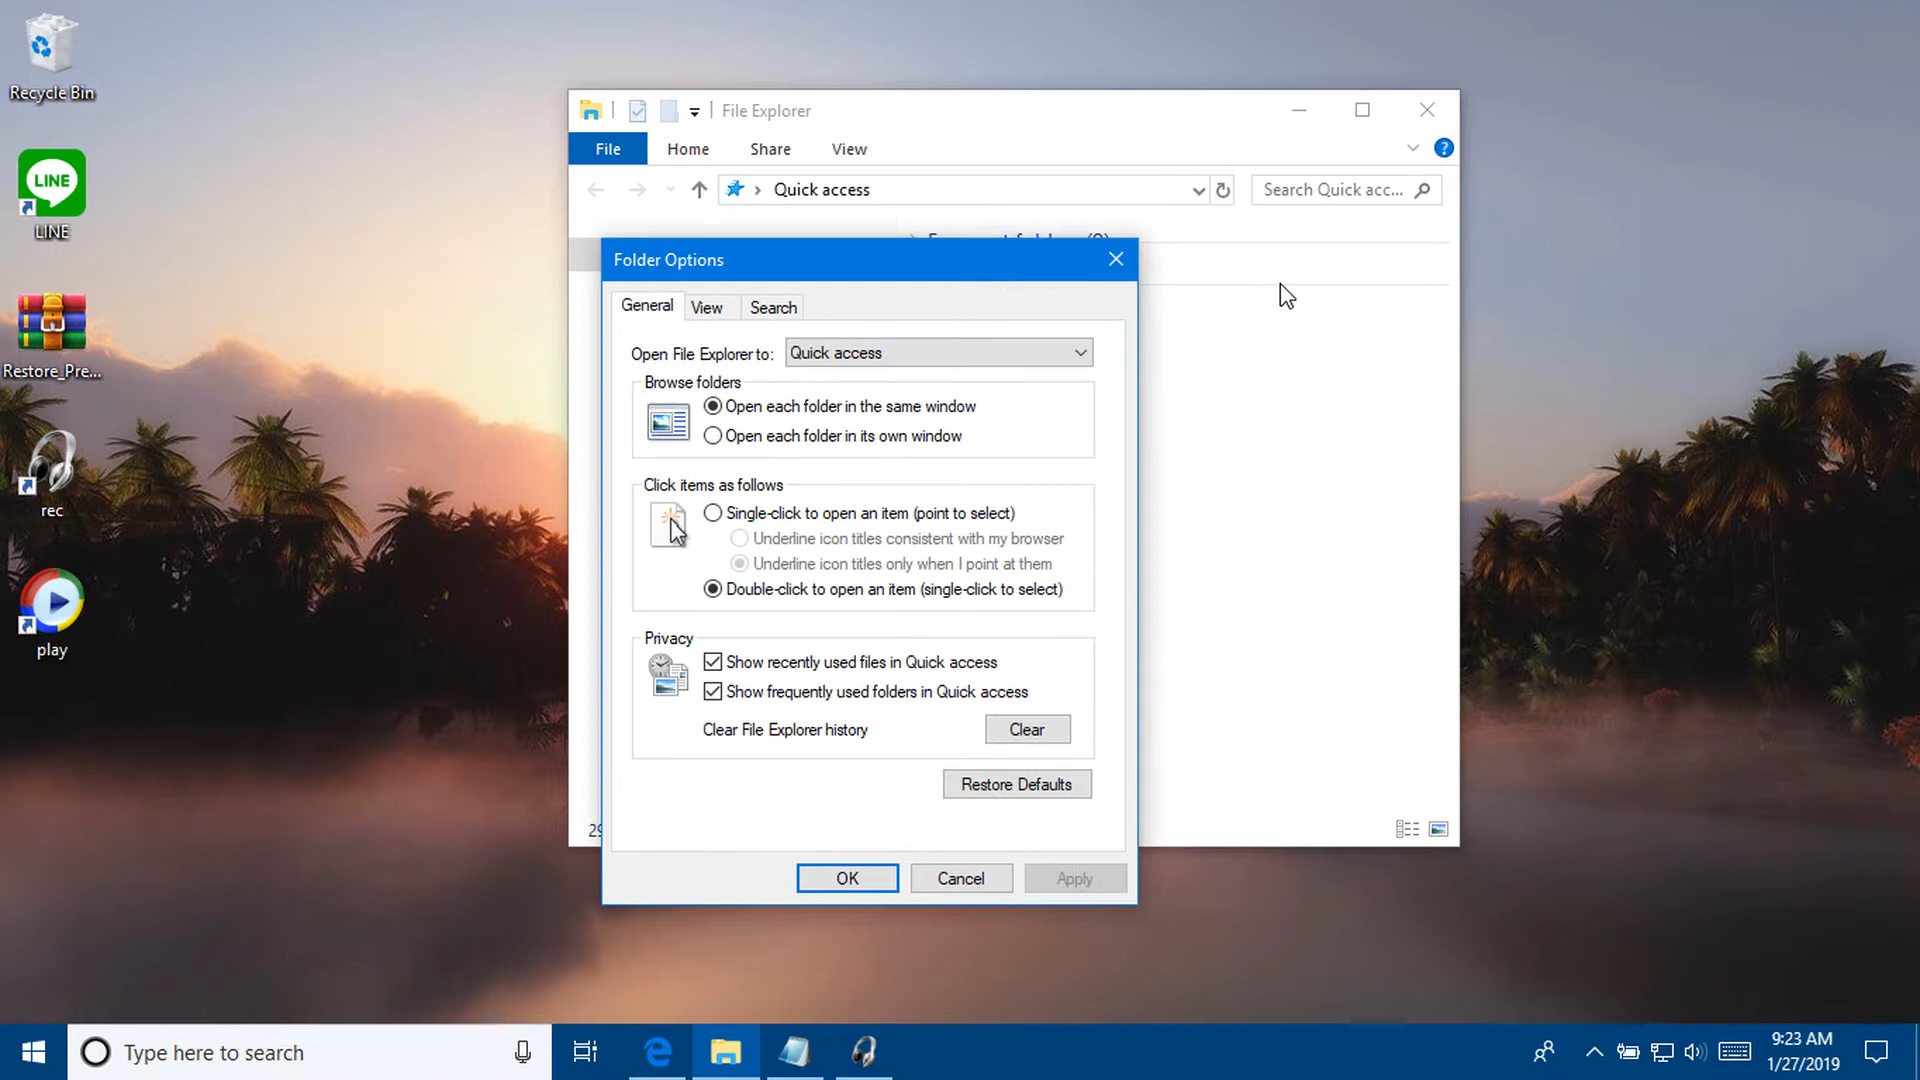 Recycle Bin
LINE
LINE
Restore_Pre...
rec
play
File Explorer
File Home Share View
Quick access
Search Quick acc...
Folder Options
General View Search
Open File Explorer to: Quick access
Browse folders
Open each folder in the same window
Open each folder in its own window
Click items as follows
Single-click to open an item (point to select)
Underline icon titles consistent with my browser
Underline icon titles only when I point at them
Double-click to open an item (single-click to select)
Privacy
Show recently used files in Quick access
Show frequently used folders in Quick access
Clear File Explorer history Clear
Restore Defaults
OK Cancel Apply
Type here to search
9:23 AM
1/27/2019